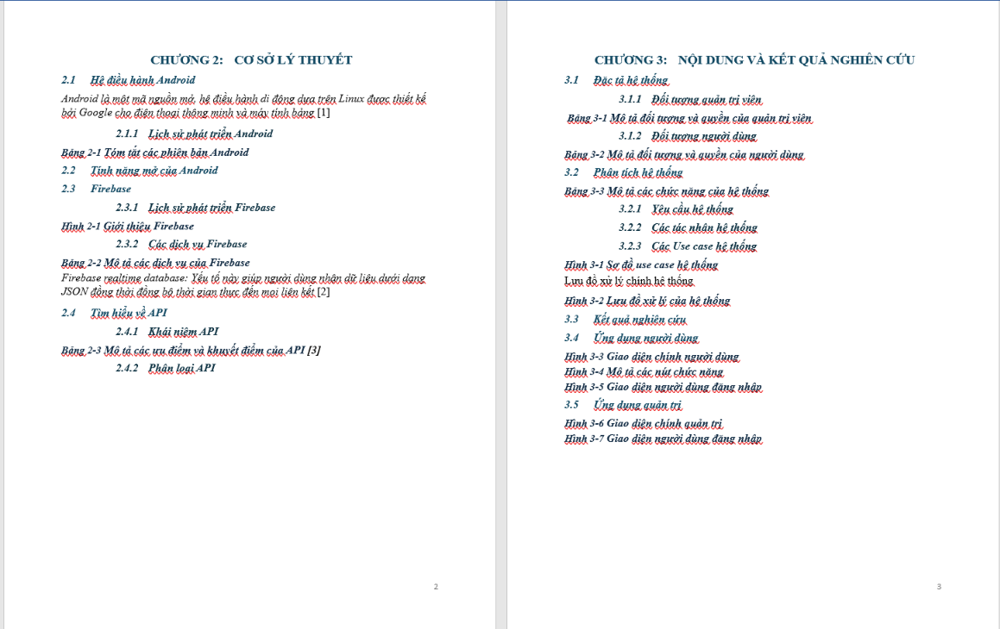 CHƯƠNG 2: CƠ SỞ LÝ THUYẾT
2.1 Hệ điều hành Android
Android là một mã nguồn mở, hệ điều hành di động dựa trên Linux được thiết kế
bởi Google cho điện thoại thông minh và máy tính bảng [1]
2.1.1 Lịch sử phát triển Android
Bảng 2-1 Tóm tắt các phiên bản Android
2.2 Tính năng mở của Android
2.3 Firebase
2.3.1 Lịch sử phát triển Firebase
Hình 2-1 Giới thiệu Firebase
2.3.2 Các dịch vụ Firebase
Bảng 2-2 Mô tả các dịch vụ của Firebase
Firebase realtime database: Yếu tố này giúp người dùng nhận dữ liệu dưới dạng
JSON đồng thời đồng bộ thời gian thực đến mọi liên kết [2]
2.4 Tìm hiểu về API
2.4.1 Khái niệm API
Bảng 2-3 Mô tả các ưu điểm và khuyết điểm của API [3]
2.4.2 Phân loại API
2
CHƯƠNG 3: NỘI DUNG VÀ KẾT QUẢ NGHIÊN CỨU
3.1 Đặc tả hệ thống
3.1.1 Đối tượng quản trị viên
Bảng 3-1 Mô tả đối tượng và quyền của quản trị viên
3.1.2 Đối tượng người dùng
Bảng 3-2 Mô tả đối tượng và quyền của người dùng
3.2 Phân tích hệ thống
Bảng 3-3 Mô tả các chức năng của hệ thống
3.2.1 Yêu cầu hệ thống
3.2.2 Các tác nhân hệ thống
3.2.3 Các Use case hệ thống
Hình 3-1 Sơ đồ use case hệ thống
Lưu đồ xử lý chính hệ thống
Hình 3-2 Lưu đồ xử lý của hệ thống
3.3 Kết quả nghiên cứu
3.4 Ứng dụng người dùng
Hình 3-3 Giao diện chính người dùng
Hình 3-4 Mô tả các nút chức năng
Hình 3-5 Giao diện người dùng đăng nhập
3.5 Ứng dụng quản trị
Hình 3-6 Giao diện chính quản trị
Hình 3-7 Giao diện người dùng đăng nhập
3